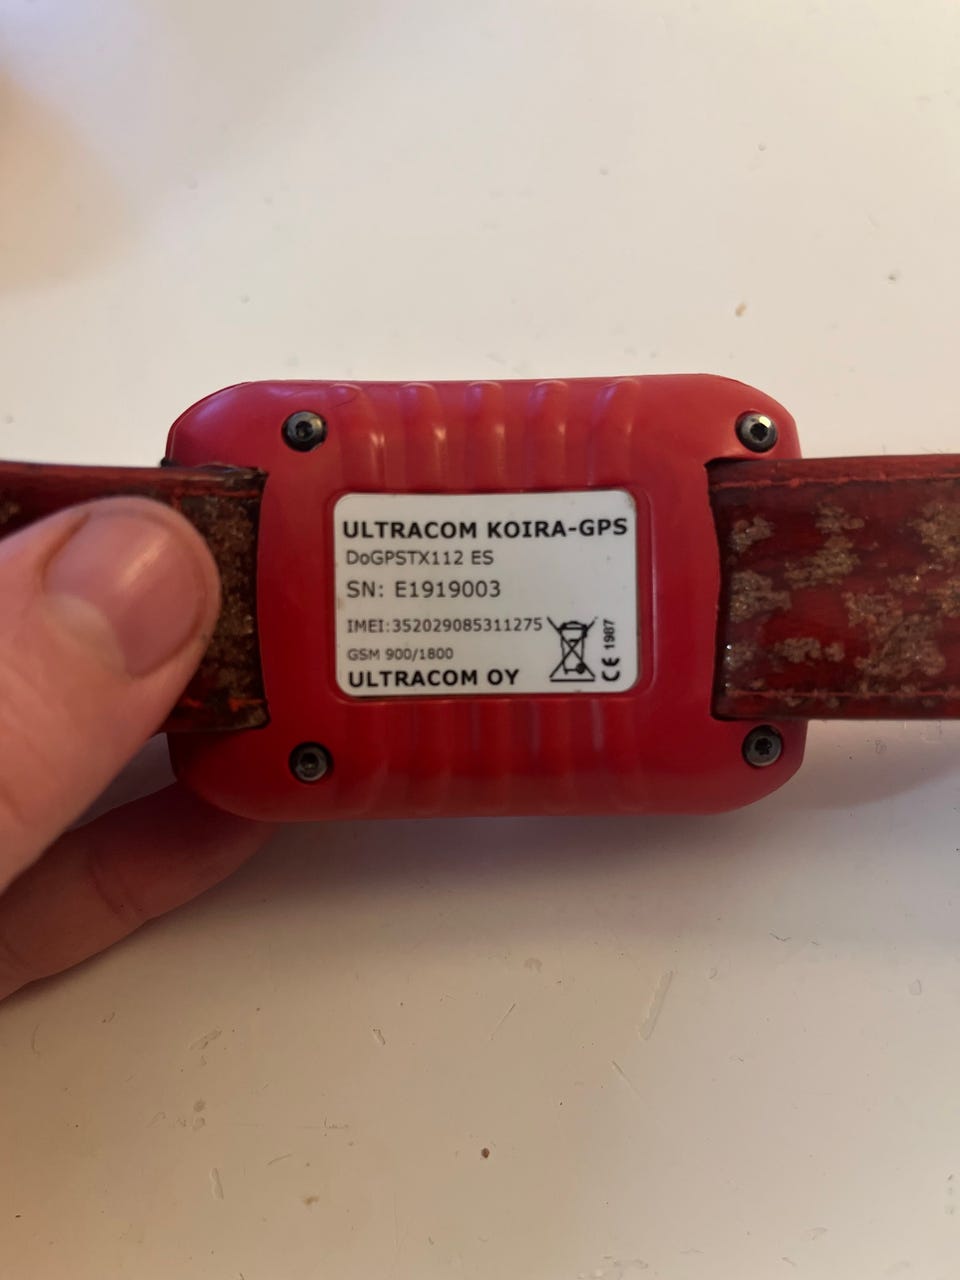 ULTRACOM KOIRA-GPS
DoGPSTX112 ES
SN: E1919003
IMEI:352029085311275
GSM 900/1800
ULTRACOM OY
CE 1987